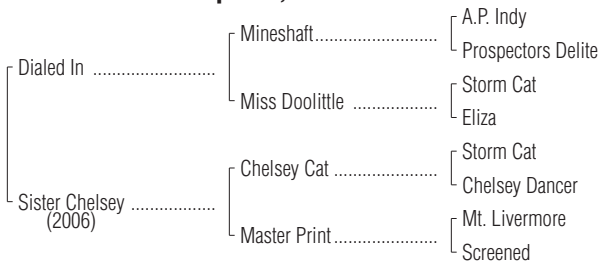 A.P. Indy
Mineshaft
Prospectors Delite
Dialed In
Storm Cat
Miss Doolittle
Eliza
Storm Cat
Chelsey Cat
Chelsey Dancer
Sister Chelsey
(2006)
Mt. Livermore
Master Print
Screened